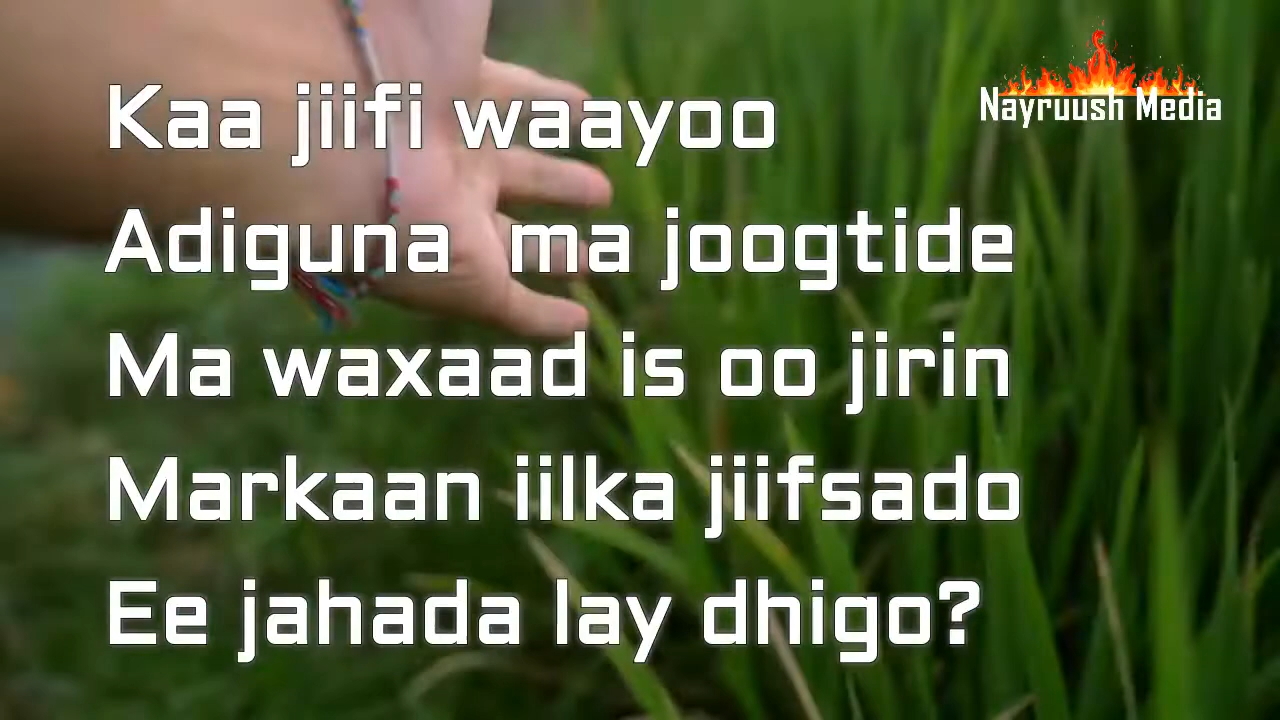 Kaa jiifi waayoo
Adiguna ma joogtide
Ma waxaad is oo jirin
Markaan iilka jiifsado
Ee jahada lay dhigo?
Nayruush Media